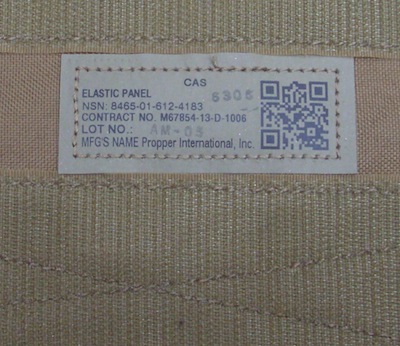 CAS
ELASTIC PANEL 5305
NSN: 8465-01-612-4183
CONTRACT NO. M67854-13-D-1006
LOT NO.: AM-03
MFG'S NAME Propper International, Inc.